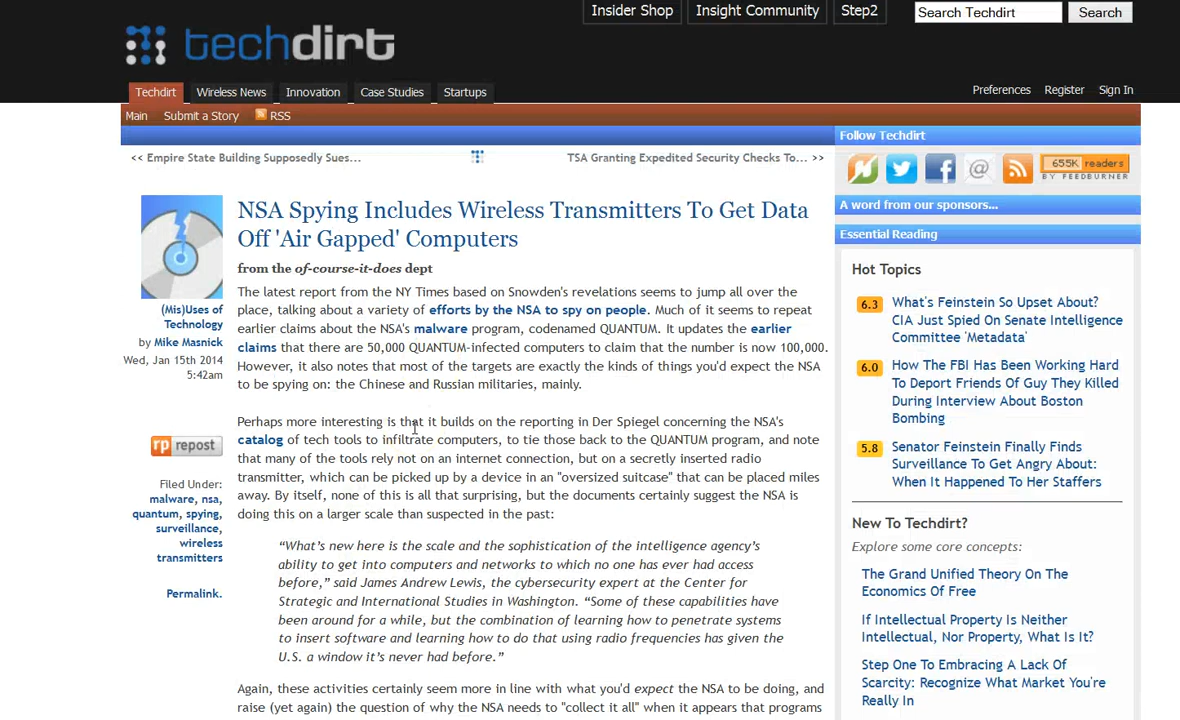 Insider Shop
Insight Community
Step2
Search Techdirt
Search
techdirt
Techdirt
Wireless News
Innovation
Case Studies
Startups
Preferences
Register
Sign In
Main
Submit a Story
RSS
<< Empire State Building Supposedly Sues...
TSA Granting Expedited Security Checks To... >>
NSA Spying Includes Wireless Transmitters To Get Data
Off 'Air Gapped' Computers
from the of-course-it-does dept
(Mis)Uses of
Technology
by Mike Masnick
Wed, Jan 15th 2014
5:42am
rp repost
Filed Under:
malware, nsa,
quantum, spying,
surveillance,
wireless
transmitters
Permalink.
The latest report from the NY Times based on Snowden's revelations seems to jump all over the
place, talking about a variety of efforts by the NSA to spy on people. Much of it seems to repeat
earlier claims about the NSA's malware program, codenamed QUANTUM. It updates the earlier
claims that there are 50,000 QUANTUM-infected computers to claim that the number is now 100,000.
However, it also notes that most of the targets are exactly the kinds of things you'd expect the NSA
to be spying on: the Chinese and Russian militaries, mainly.
Perhaps more interesting is that it builds on the reporting in Der Spiegel concerning the NSA's
catalog of tech tools to infiltrate computers, to tie those back to the QUANTUM program, and note
that many of the tools rely not on an internet connection, but on a secretly inserted radio
transmitter, which can be picked up by a device in an "oversized suitcase" that can be placed miles
away. By itself, none of this is all that surprising, but the documents certainly suggest the NSA is
doing this on a larger scale than suspected in the past:
“What’s new here is the scale and the sophistication of the intelligence agency’s
ability to get into computers and networks to which no one has ever had access
before,” said James Andrew Lewis, the cybersecurity expert at the Center for
Strategic and International Studies in Washington. “Some of these capabilities have
been around for a while, but the combination of learning how to penetrate systems
to insert software and learning how to do that using radio frequencies has given the
U.S. a window it’s never had before.”
Again, these activities certainly seem more in line with what you'd expect the NSA to be doing, and
raise (yet again) the question of why the NSA needs to "collect it all" when it appears that programs
Follow Techdirt
655K readers
BY FEEDBURNER
A word from our sponsors...
Essential Reading
Hot Topics
6.3 What's Feinstein So Upset About?
CIA Just Spied On Senate Intelligence
Committee 'Metadata'
6.0 How The FBI Has Been Working Hard
To Deport Friends Of Guy They Killed
During Interview About Boston
Bombing
5.8 Senator Feinstein Finally Finds
Surveillance To Get Angry About:
When It Happened To Her Staffers
New To Techdirt?
Explore some core concepts:
The Grand Unified Theory On The
Economics Of Free
If Intellectual Property Is Neither
Intellectual, Nor Property, What Is It?
Step One To Embracing A Lack Of
Scarcity: Recognize What Market You're
Really In